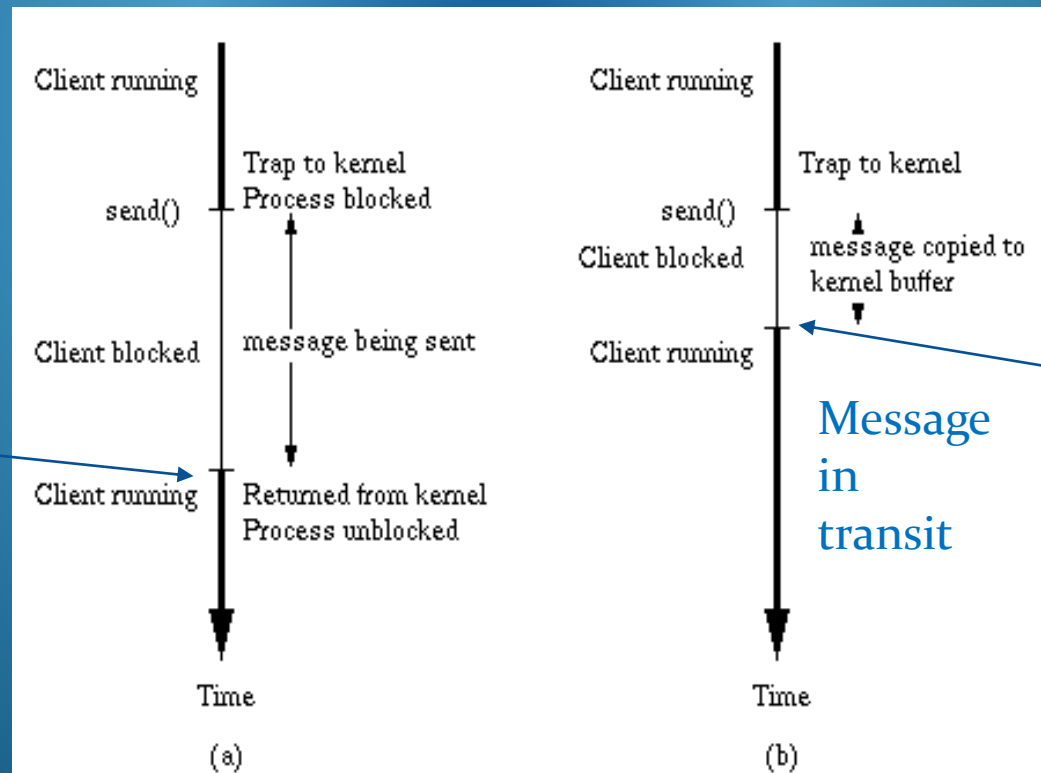 Client running
Trap to kernel
Process blocked
send()
message being sent
Client blocked
Client running
Returned from kernel
Process unblocked
Time
(a)
Client running
Trap to kernel
send()
message copied to
kernel buffer
Client blocked
Client running
Message
in
transit
Time
(b)